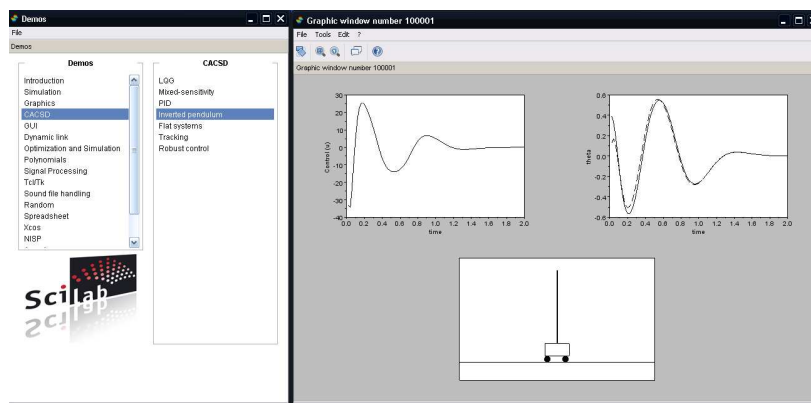 Demos
File
Demos
Demos
Introduction
Simulation
Graphics
CACSD
GUI
Dynamic link
Optimization and Simulation
Polynomials
Signal Processing
Tcl/Tk
Sound file handling
Random
Spreadsheet
Xcos
NISP
CACSD
LQG
Mixed-sensitivity
PID
Inverted pendulum
Flat systems
Tracking
Robust control
Scilab
Graphic window number 100001
File Tools Edit ?
Graphic window number 100001
Control (u)
30
20
10
0
-10
-20
-30
-40
0.0 0.2 0.4 0.6 0.8 1.0 1.2 1.4 1.6 1.8 2.0
time
theta
0.6
0.4
0.2
0.0
-0.2
-0.4
-0.6
0.0 0.2 0.4 0.6 0.8 1.0 1.2 1.4 1.6 1.8 2.0
time